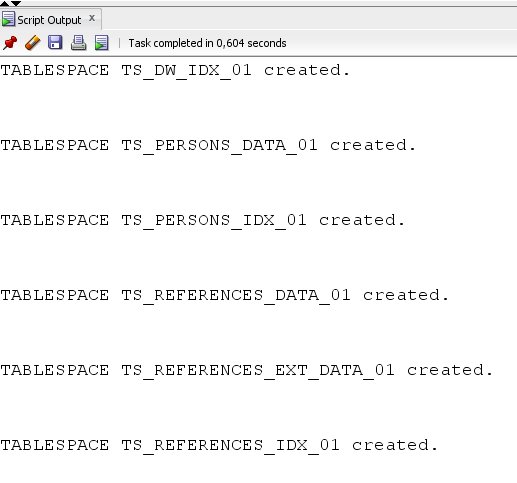 Script Output x
Task completed in 0,604 seconds
TABLESPACE TS_DW_IDX_01 created.
TABLESPACE TS_PERSONS_DATA_01 created.
TABLESPACE TS_PERSONS_IDX_01 created.
TABLESPACE TS_REFERENCES_DATA_01 created.
TABLESPACE TS_REFERENCES_EXT_DATA_01 created.
TABLESPACE TS_REFERENCES_IDX_01 created.